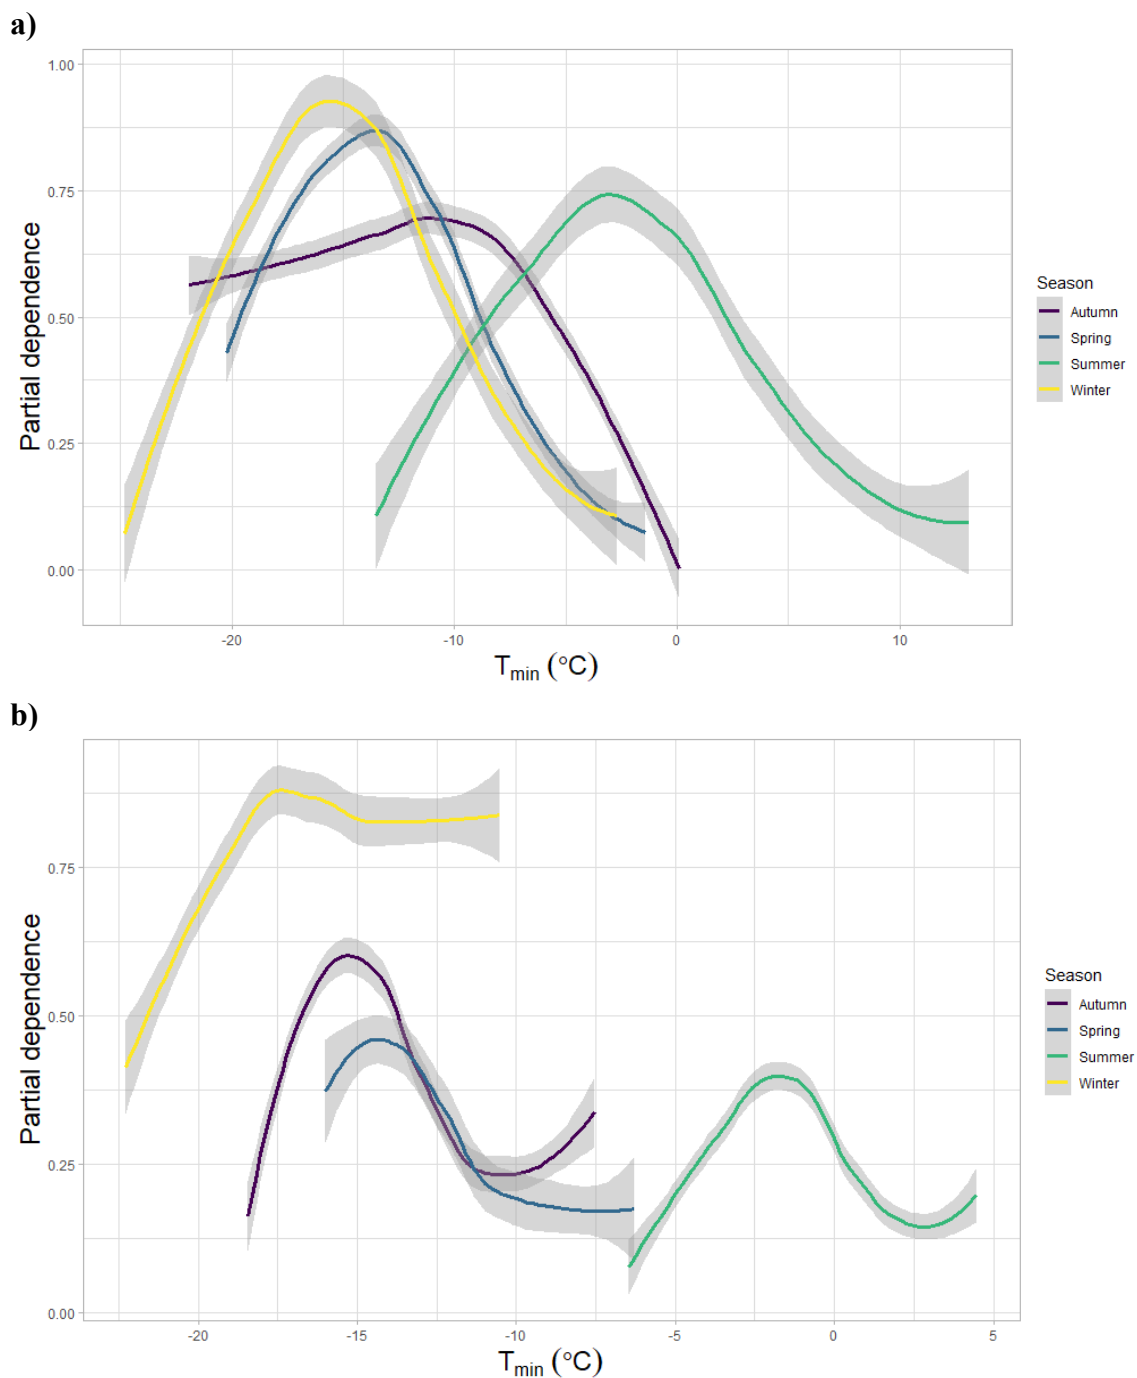 a)
1.00
0.75
0.50
0.25
0.00
Partial dependence
-20
-10
0
10
Tmin (°C)
Season
Autumn
Spring
Summer
Winter
b)
0.75
0.50
0.25
0.00
Partial dependence
-20
-15
-10
-5
0
5
Tmin (°C)
Season
Autumn
Spring
Summer
Winter